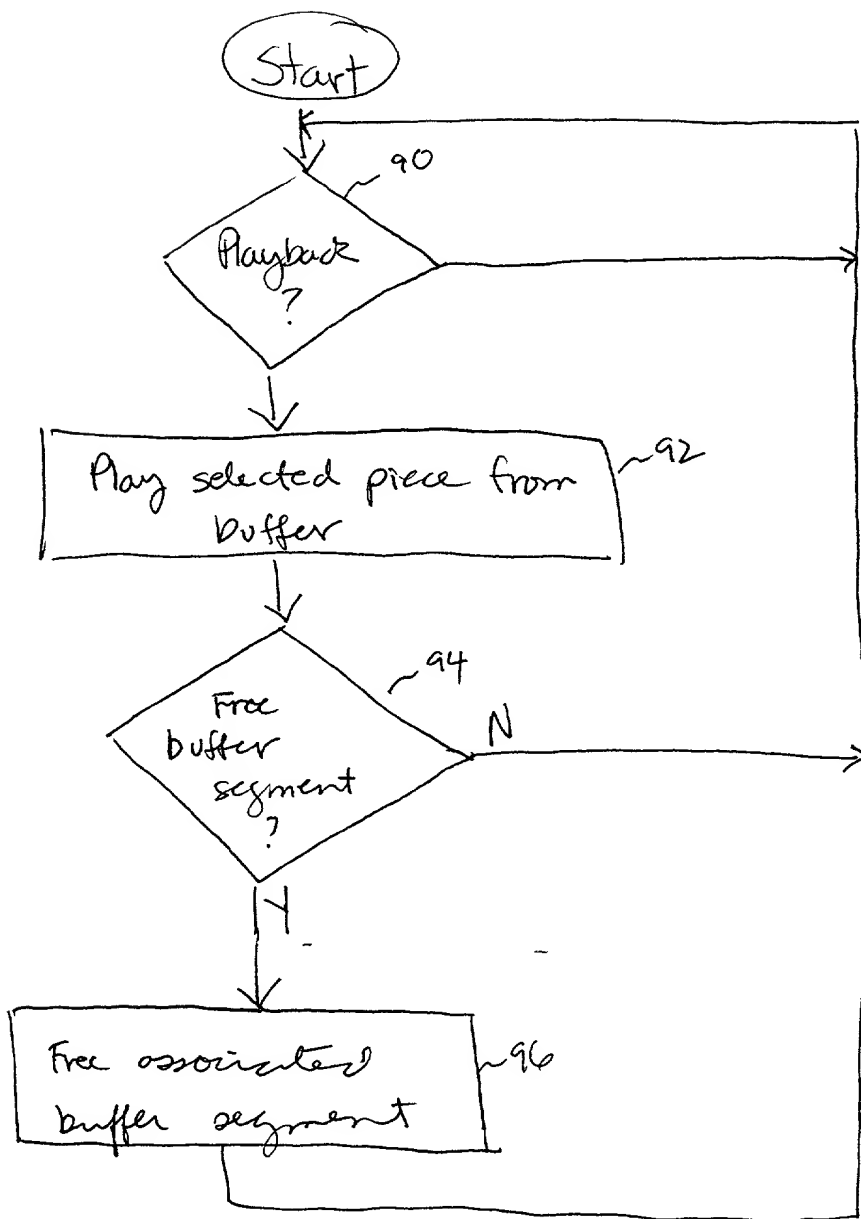 Start
90
Playback
?
92
Play selected piece from
buffer
94
Free
buffer
segment
?
N
Y
96
Free associated
buffer segment